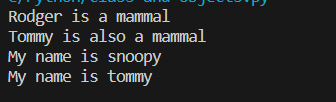 Rodger is a mammal
Tommy is also a mammal
My name is snoopy
My name is tommy